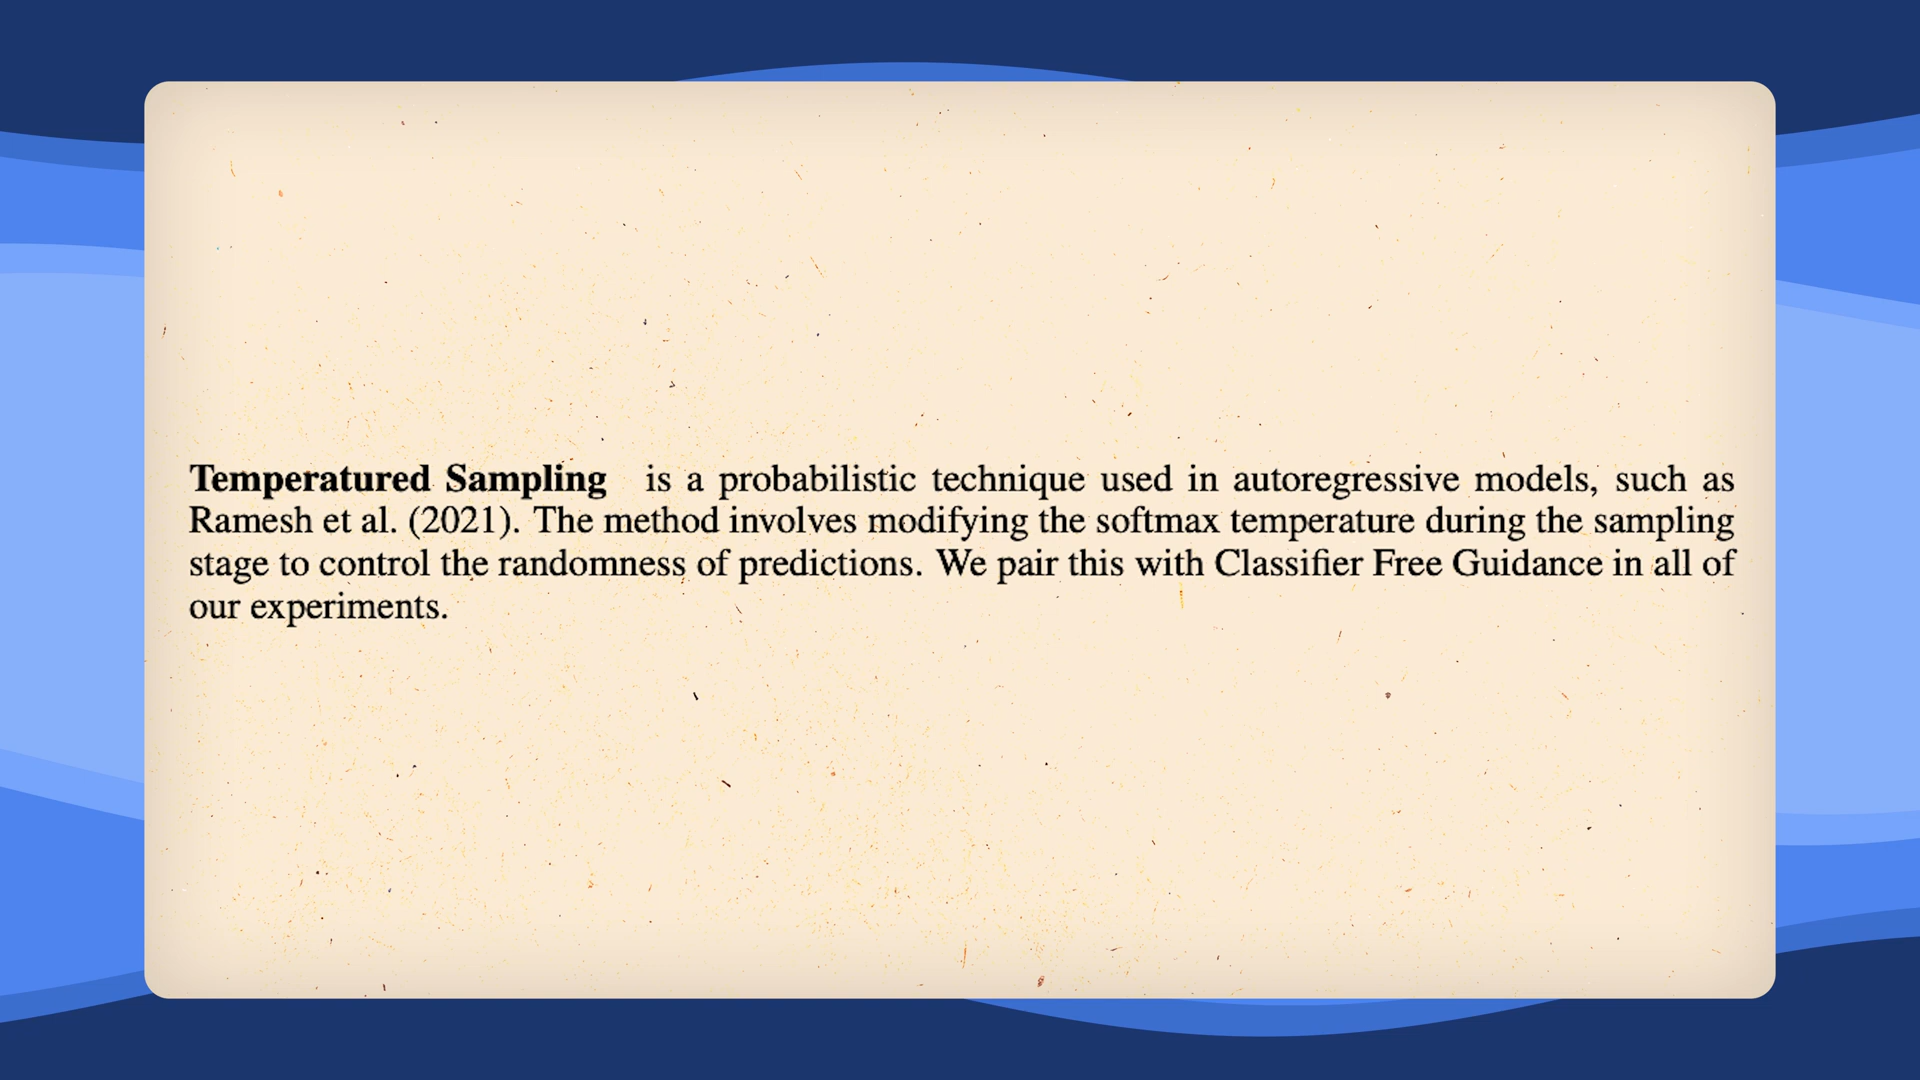 Temperatured Sampling is a probabilistic technique used in autoregressive models, such as
Ramesh et al. (2021). The method involves modifying the softmax temperature during the sampling
stage to control the randomness of predictions. We pair this with Classifier Free Guidance in all of
our experiments.